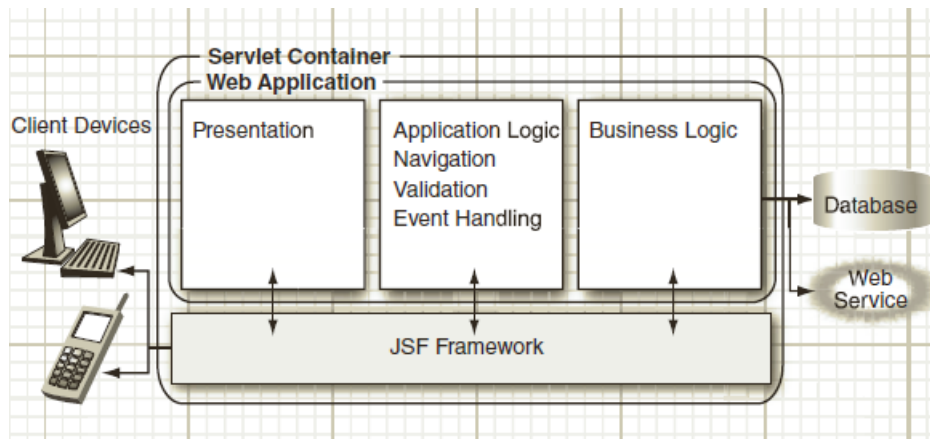 Servlet Container
Web Application
Client Devices
Presentation
Application Logic
Navigation
Validation
Event Handling
Business Logic
Database
Web
Service
JSF Framework